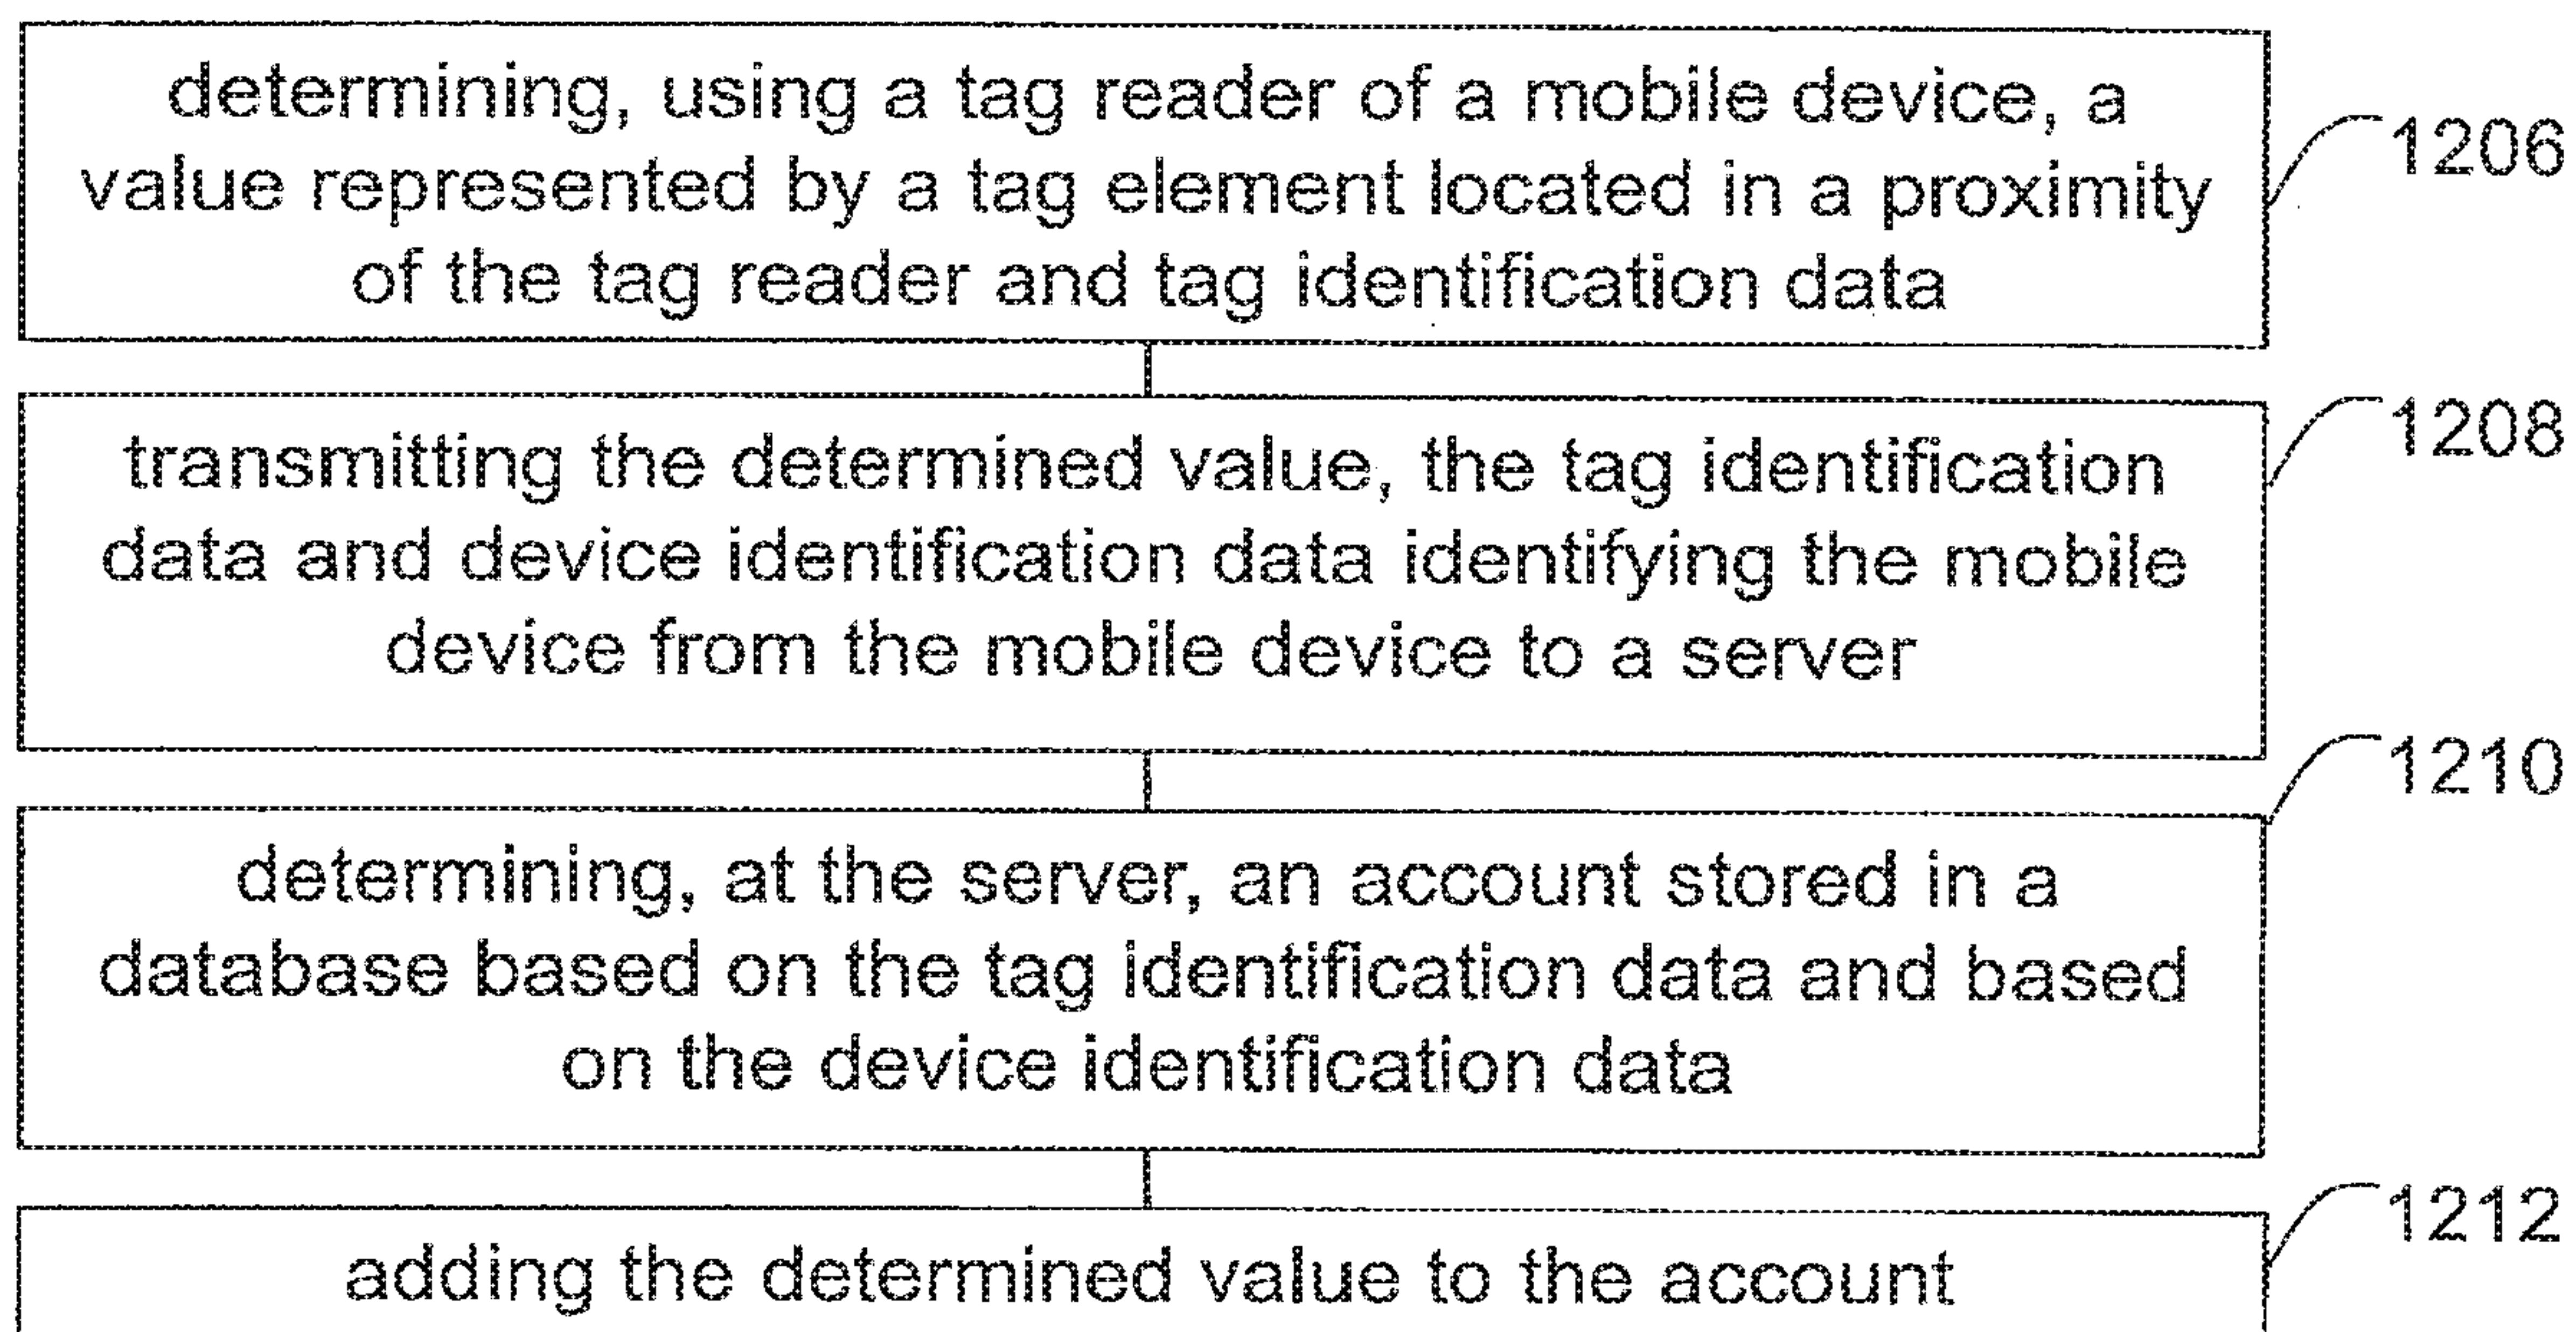 determining, using a tag reader of a mobile device, a
value represented by a tag element located in a proximity
of the tag reader and tag identification data
1206
transmitting the determined value, the tag identification
data and device identification data identifying the mobile
device from the mobile device to a server
1208
determining, at the server, an account stored in a
database based on the tag identification data and based
on the device identification data
1210
adding the determined value to the account
1212